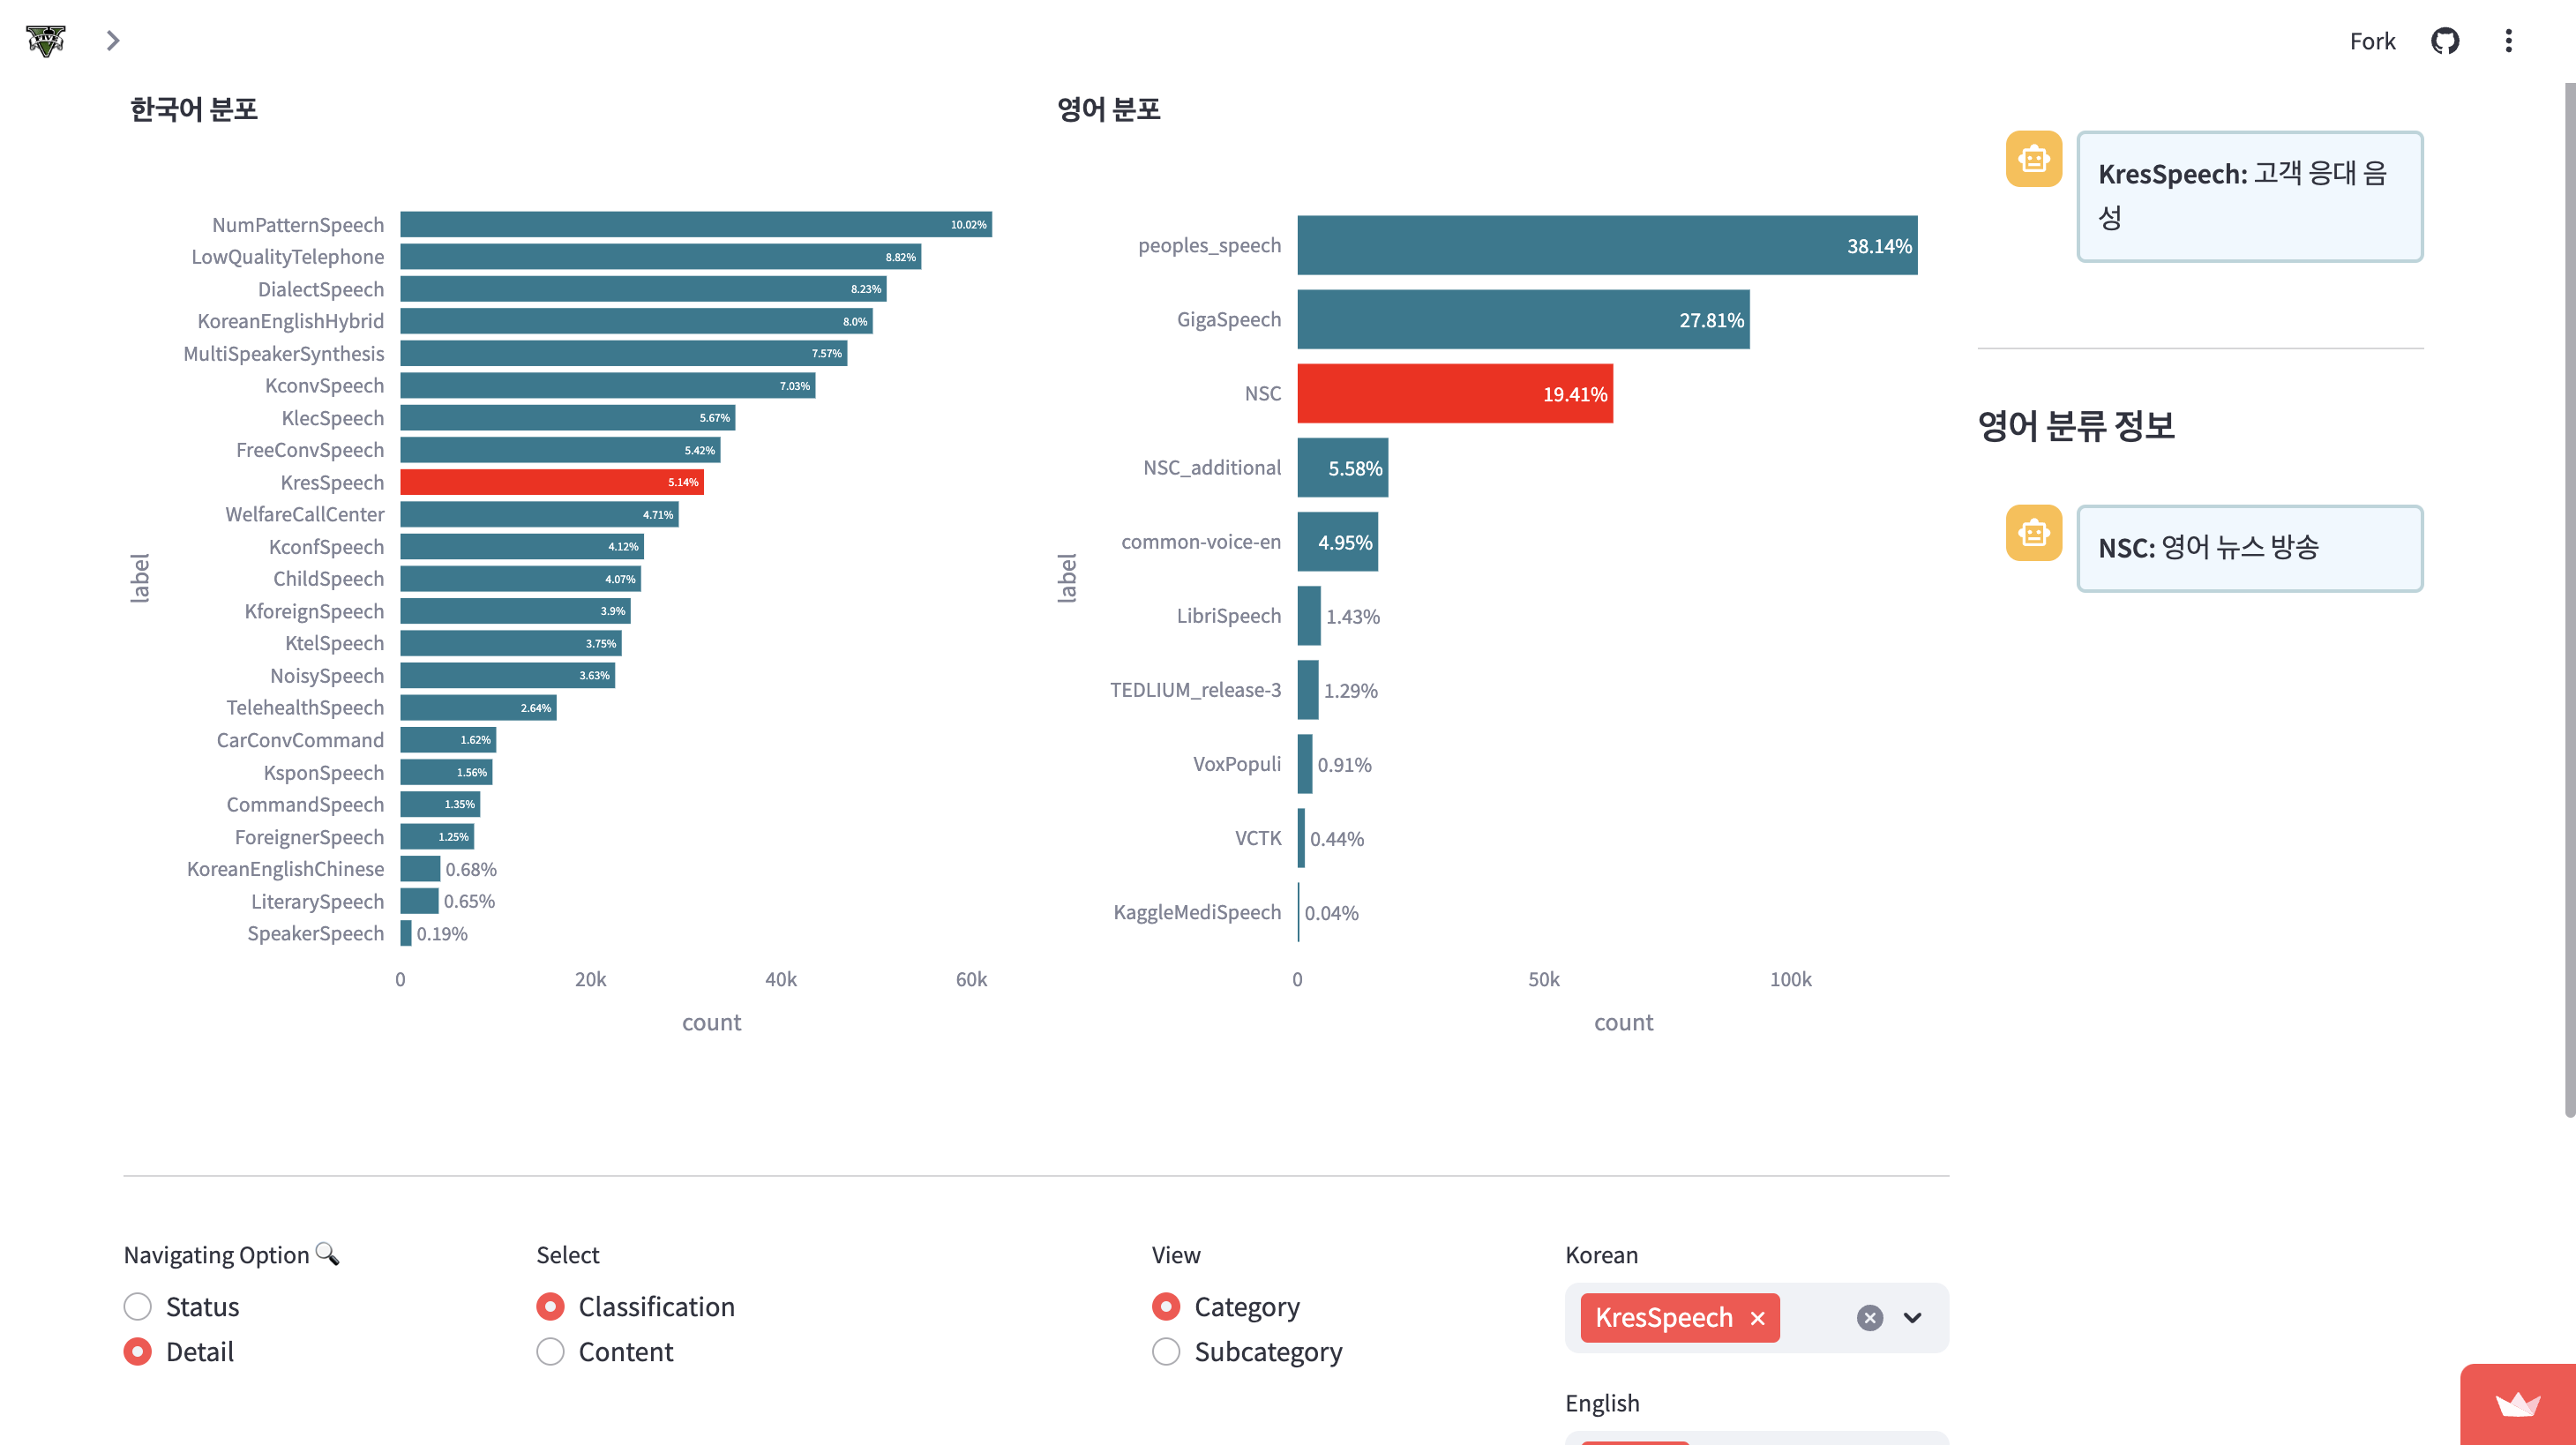 FIVE
Fork
한국어 분포
NumPatternSpeech 10.02%
LowQualityTelephone 8.82%
DialectSpeech 8.23%
KoreanEnglishHybrid 8.0%
MultiSpeakerSynthesis 7.57%
KconvSpeech 7.03%
KlecSpeech 5.67%
FreeConvSpeech 5.42%
KresSpeech 5.14%
WelfareCallCenter 4.71%
KconfSpeech 4.12%
ChildSpeech 4.07%
KforeignSpeech 3.9%
KtelSpeech 3.75%
NoisySpeech 3.63%
TelehealthSpeech 2.64%
CarConvCommand 1.62%
KsponSpeech 1.56%
CommandSpeech 1.35%
ForeignerSpeech 1.25%
KoreanEnglishChinese 0.68%
LiterarySpeech 0.65%
SpeakerSpeech 0.19%
label
0 20k 40k 60k
count
영어 분포
peoples_speech 38.14%
GigaSpeech 27.81%
NSC 19.41%
NSC_additional 5.58%
common-voice-en 4.95%
LibriSpeech 1.43%
TEDLIUM_release-3 1.29%
VoxPopuli 0.91%
VCTK 0.44%
KaggleMediSpeech 0.04%
label
0 50k 100k
count
KresSpeech: 고객 응대 음
성
영어 분류 정보
NSC: 영어 뉴스 방송
Navigating Option
Status
Detail
Select
Classification
Content
View
Category
Subcategory
Korean
KresSpeech
English